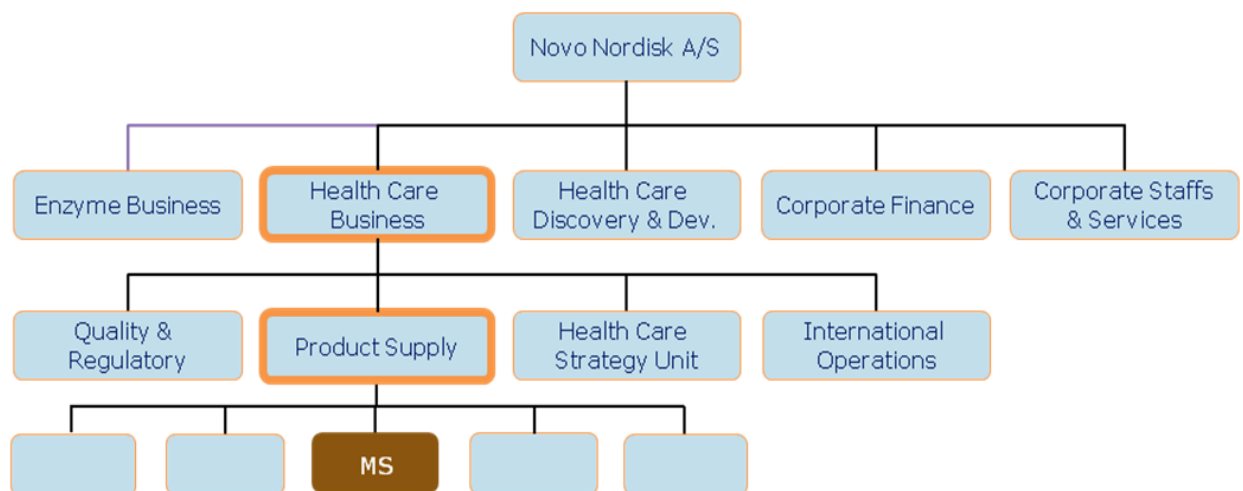 Novo Nordisk A/S
Enzyme Business
Health Care
Business
Health Care
Discovery & Dev.
Corporate Finance
Corporate Staffs
& Services
Quality &
Regulatory
Product Supply
Health Care
Strategy Unit
International
Operations
MS